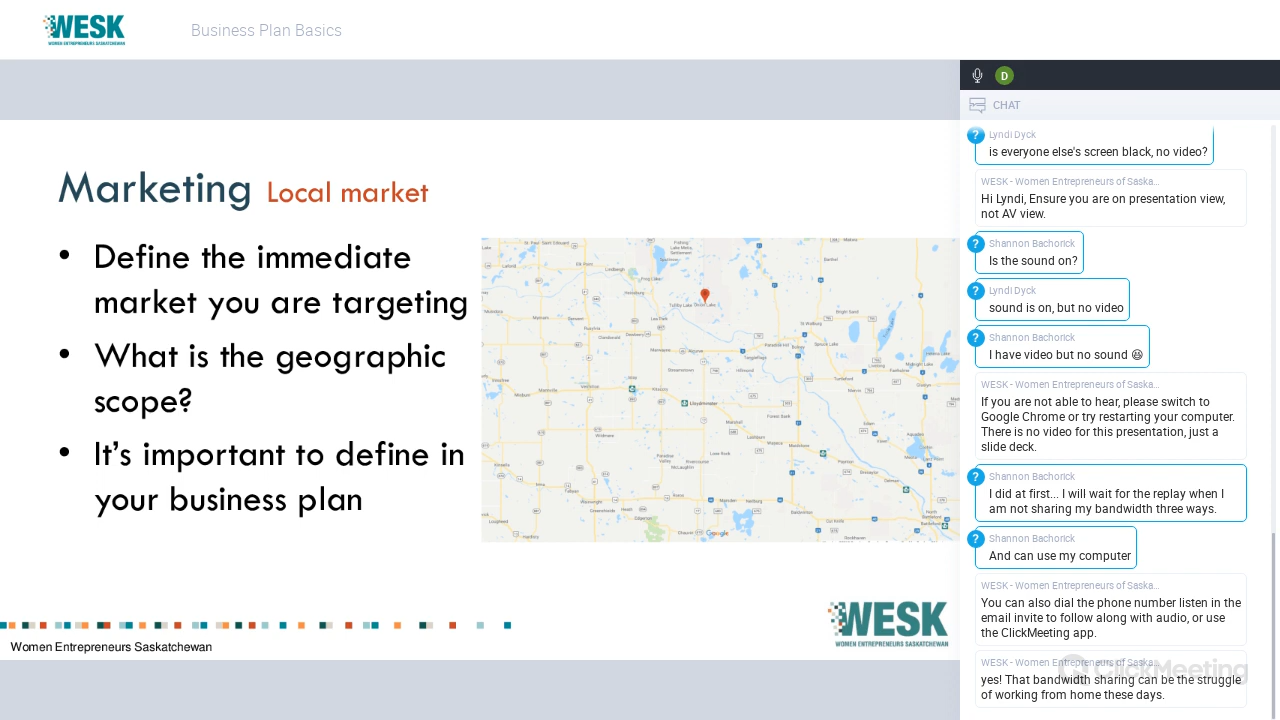 WESK
WOMEN ENTREPRENEURS SASKATCHEWAN
Business Plan Basics
D
CHAT
Marketing Local market
• Define the immediate
market you are targeting
• What is the geographic
scope?
• It's important to define in
your business plan
Lloydminster
Google
WESK
WOMEN ENTREPRENEURS SASKATCHEWAN
Women Entrepreneurs Saskatchewan
? Lyndi Dyck
is everyone else's screen black, no video?
WESK - Women Entrepreneurs of Saska...
Hi Lyndi, Ensure you are on presentation view,
not AV view.
? Shannon Bachorick
Is the sound on?
? Lyndi Dyck
sound is on, but no video
? Shannon Bachorick
I have video but no sound 😆
WESK - Women Entrepreneurs of Saska...
If you are not able to hear, please switch to
Google Chrome or try restarting your computer.
There is no video for this presentation, just a
slide deck.
? Shannon Bachorick
I did both.... I will wait for the replay when I
am not sharing my bandwidth three ways.
? Shannon Bachorick
And can use my computer
WESK - Women Entrepreneurs of Saska...
You can also dial the phone number listen in the
email invite to follow along with audio, or use
the ClickMeeting app.
WESK - Women Entrepreneurs of Saska...
yes! That bandwidth sharing can be the struggle
of working from home these days.
ClickMeeting